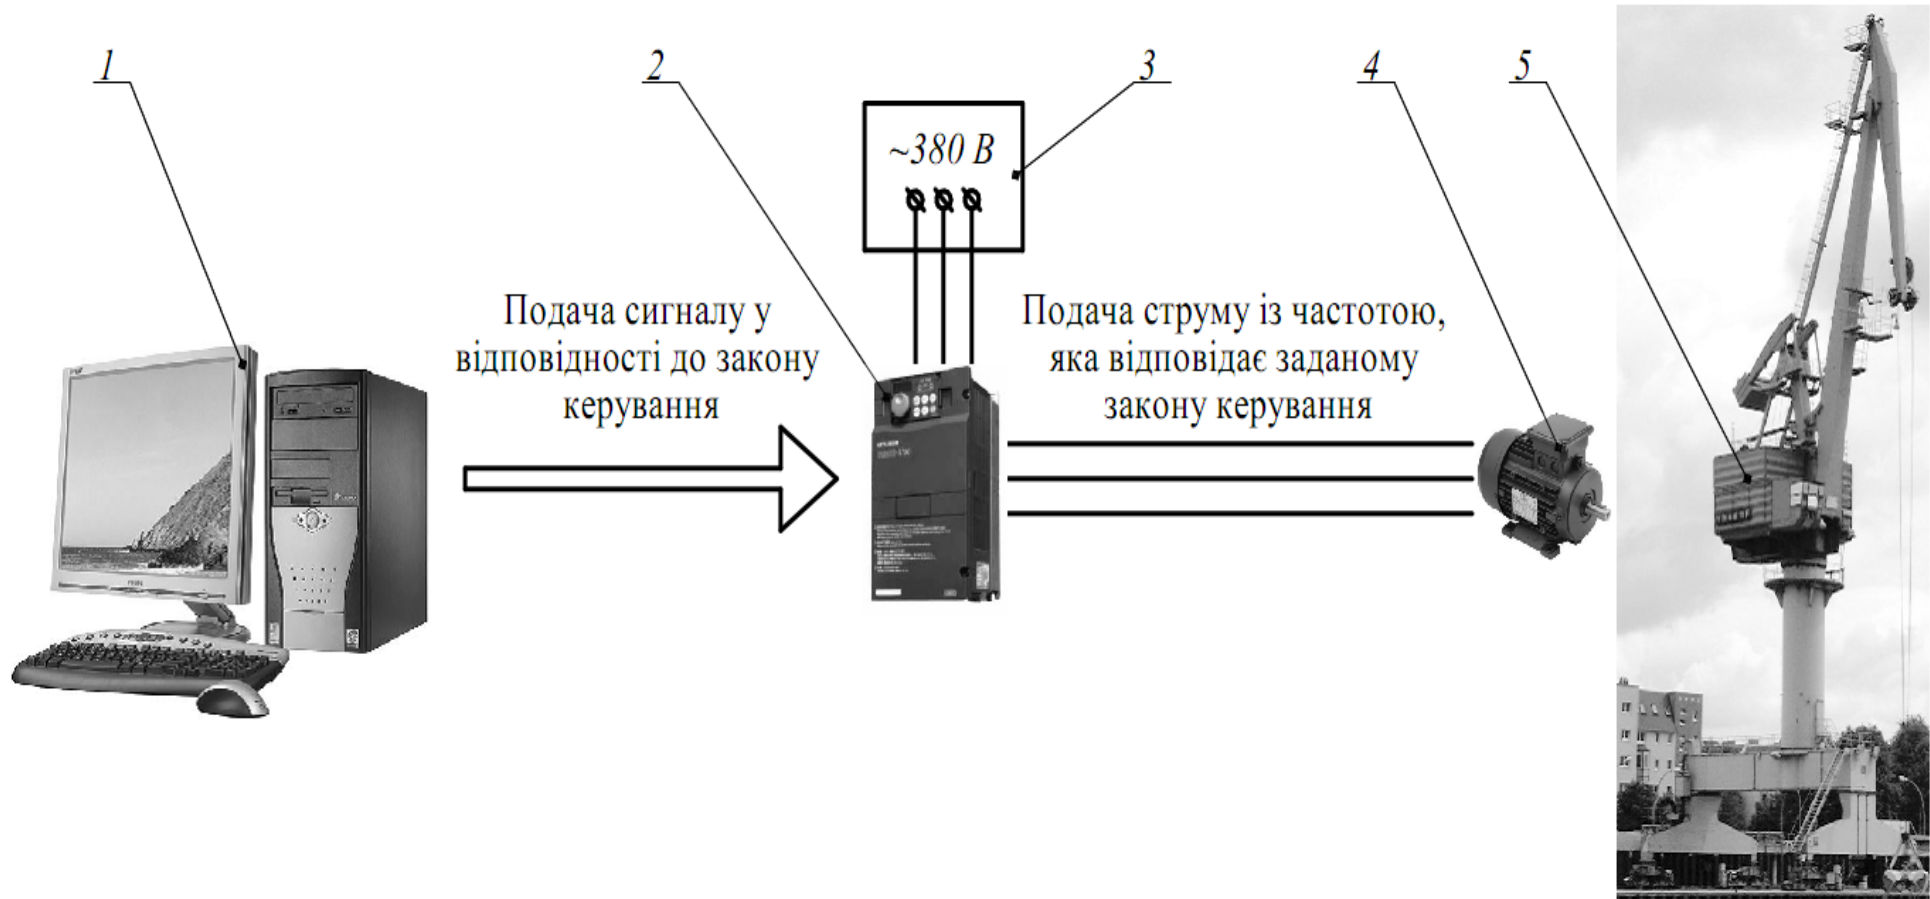 1
2
3
4
5
~380 В
Подача сигналу у
відповідності до закону
керування
Подача струму із частотою,
яка відповідає заданому
закону керування